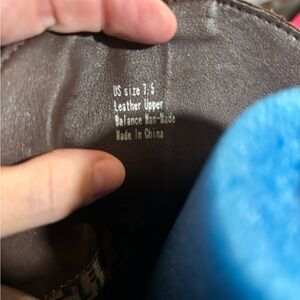 US size 7.5
Leather Upper
Balance Man-Made
Made In China